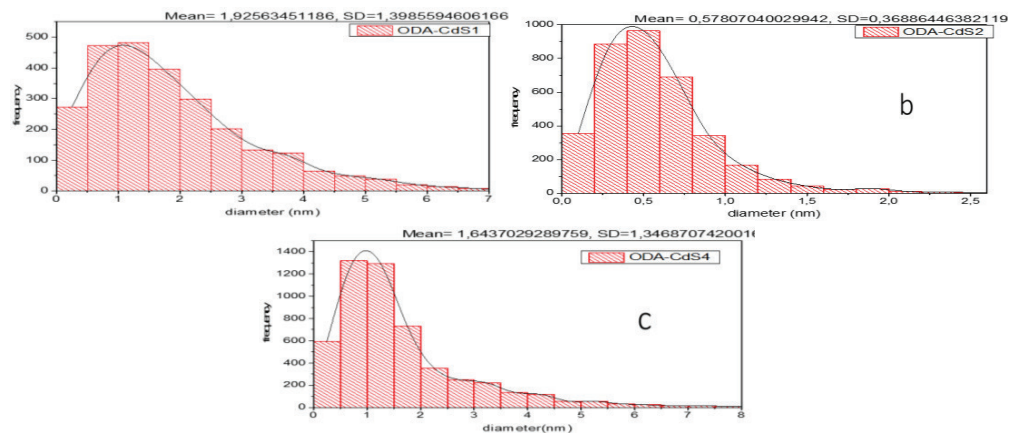 Mean= 1,92563451186, SD=1,3985594606166
ODA-CdS1
500
400
300
200
100
0
frequency
0 1 2 3 4 5 6 7
diameter (nm)
Mean= 0,57807040029942, SD=0,36886446382119
ODA-CdS2
b
1000
800
600
400
200
0
frequency
0,0 0,5 1,0 1,5 2,0 2,5
diameter (nm)
Mean= 1,6437029289759, SD=1,3468707420016
ODA-CdS4
c
1400
1200
1000
800
600
400
200
0
frequency
0 1 2 3 4 5 6 7 8
diameter(nm)